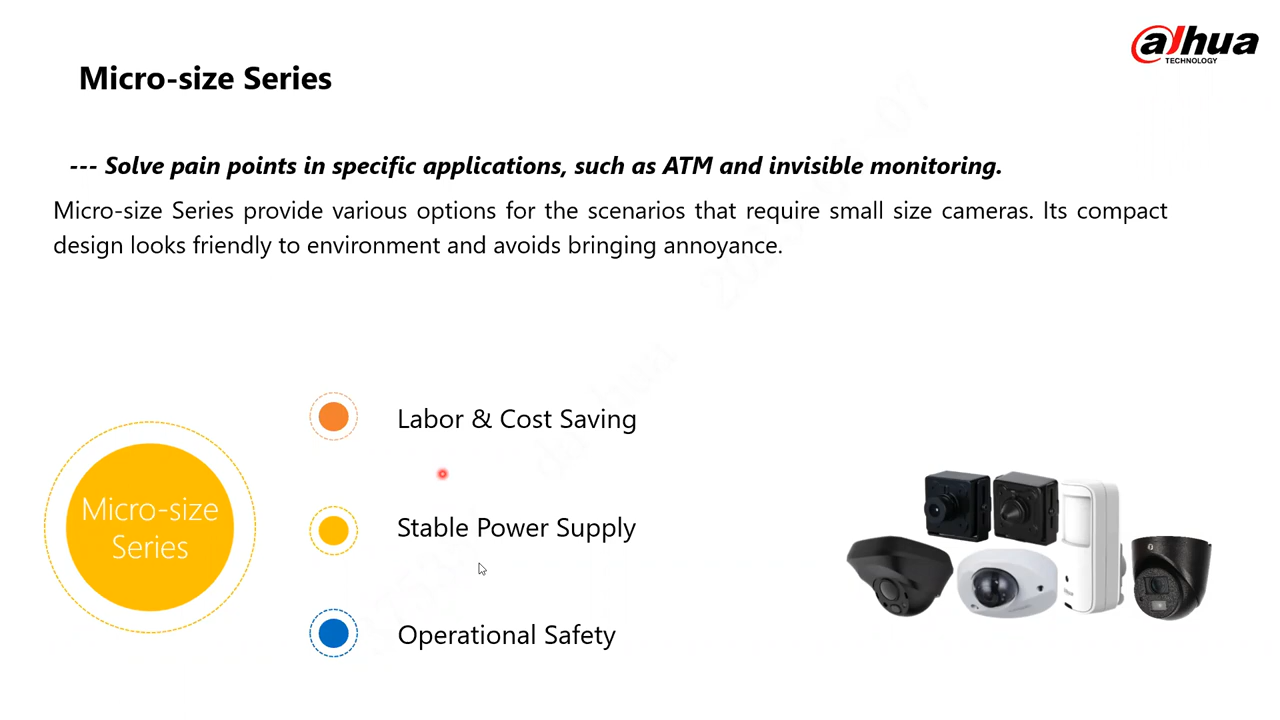 alhua
TECHNOLOGY
Micro-size Series
--- Solve pain points in specific applications, such as ATM and invisible monitoring.
Micro-size Series provide various options for the scenarios that require small size cameras. Its compact
design looks friendly to environment and avoids bringing annoyance.
Labor & Cost Saving
Micro-size
Series
Stable Power Supply
Operational Safety